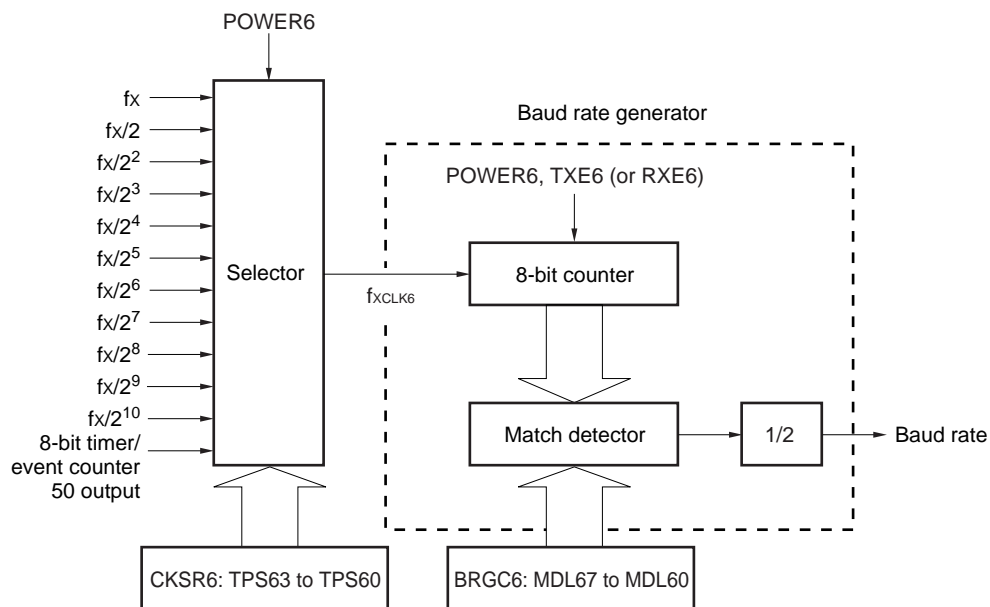 POWER6
fX
fX/2
fX/2²
fX/2³
fX/2⁴
fX/2⁵
fX/2⁶
fX/2⁷
fX/2⁸
fX/2⁹
fX/2¹⁰
8-bit timer/
event counter
50 output
Selector
fXCLK6
Baud rate generator
POWER6, TXE6 (or RXE6)
8-bit counter
Match detector
1/2
Baud rate
CKSR6: TPS63 to TPS60
BRGC6: MDL67 to MDL60